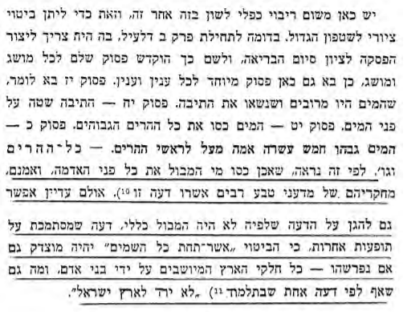 יש כאן משום ריבוי כפלי לשון בזה אחר זה, וזאת כדי ליתן ביטוי
ציורי לשטפון הגדול. בדומה לתחילת פרק ב דלעיל, בה היה צריך ליצור
הפסקה לציון סיום הבריאה, ולשם כך הוקדש פסוק שלם לכל מושג
ומושג, כן בא גם כאן פסוק מיוחד לכל ענין וענין. פסוק יז בא לומר,
שהמים היו מרובים ונשאו את התיבה. פסוק יח — התיבה שטה על
פני המים. פסוק יט — המים כסו את כל ההרים הגבוהים. פסוק כ —
המים גבהו חמש עשרה אמה מעל לראשי ההרים. — כל־ההרים
וגו׳. לפי זה נראה, שאכן כסו מי המבול את כל פני האדמה, ואמנם,
מחקריהם של מדעני טבע רבים אשרו דעה זו 10), אולם עדיין אפשר
גם להגן על הדעה שלפיה לא היה המבול כללי, דעה שמסתמכת על
תופעות אחרות, כי הביטוי „אשר־תחת כל השמים” יהיה מוצדק גם
אם נפרשהו — כל חלקי הארץ המיושבים על ידי בני אדם, ומה גם
שאף לפי דעה אחת שבתלמוד 11) „לא ירד לארץ ישראל”.